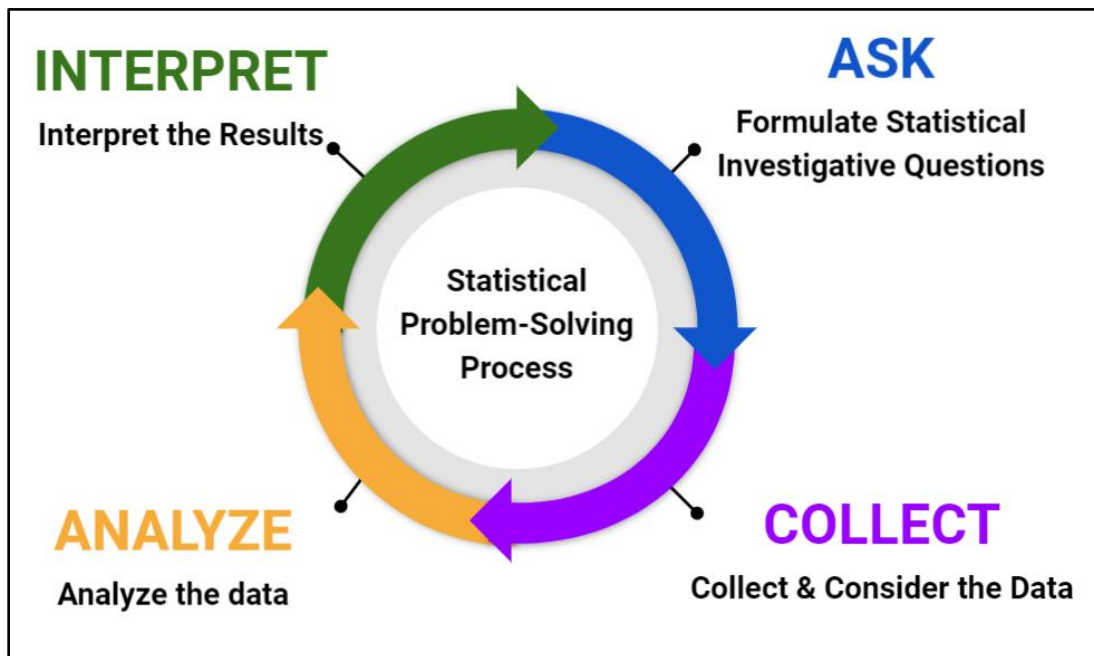 INTERPRET
Interpret the Results
ASK
Formulate Statistical
Investigative Questions
Statistical
Problem-Solving
Process
ANALYZE
Analyze the data
COLLECT
Collect & Consider the Data